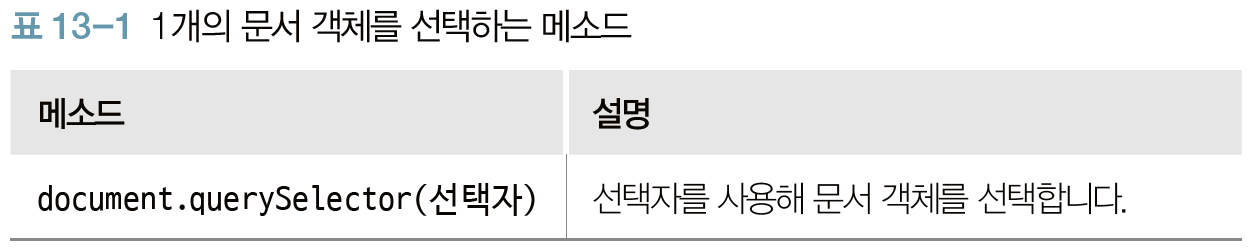 표 13-1 1개의 문서 객체를 선택하는 메소드
메소드 설명
document.querySelector(선택자) 선택자를 사용해 문서 객체를 선택합니다.